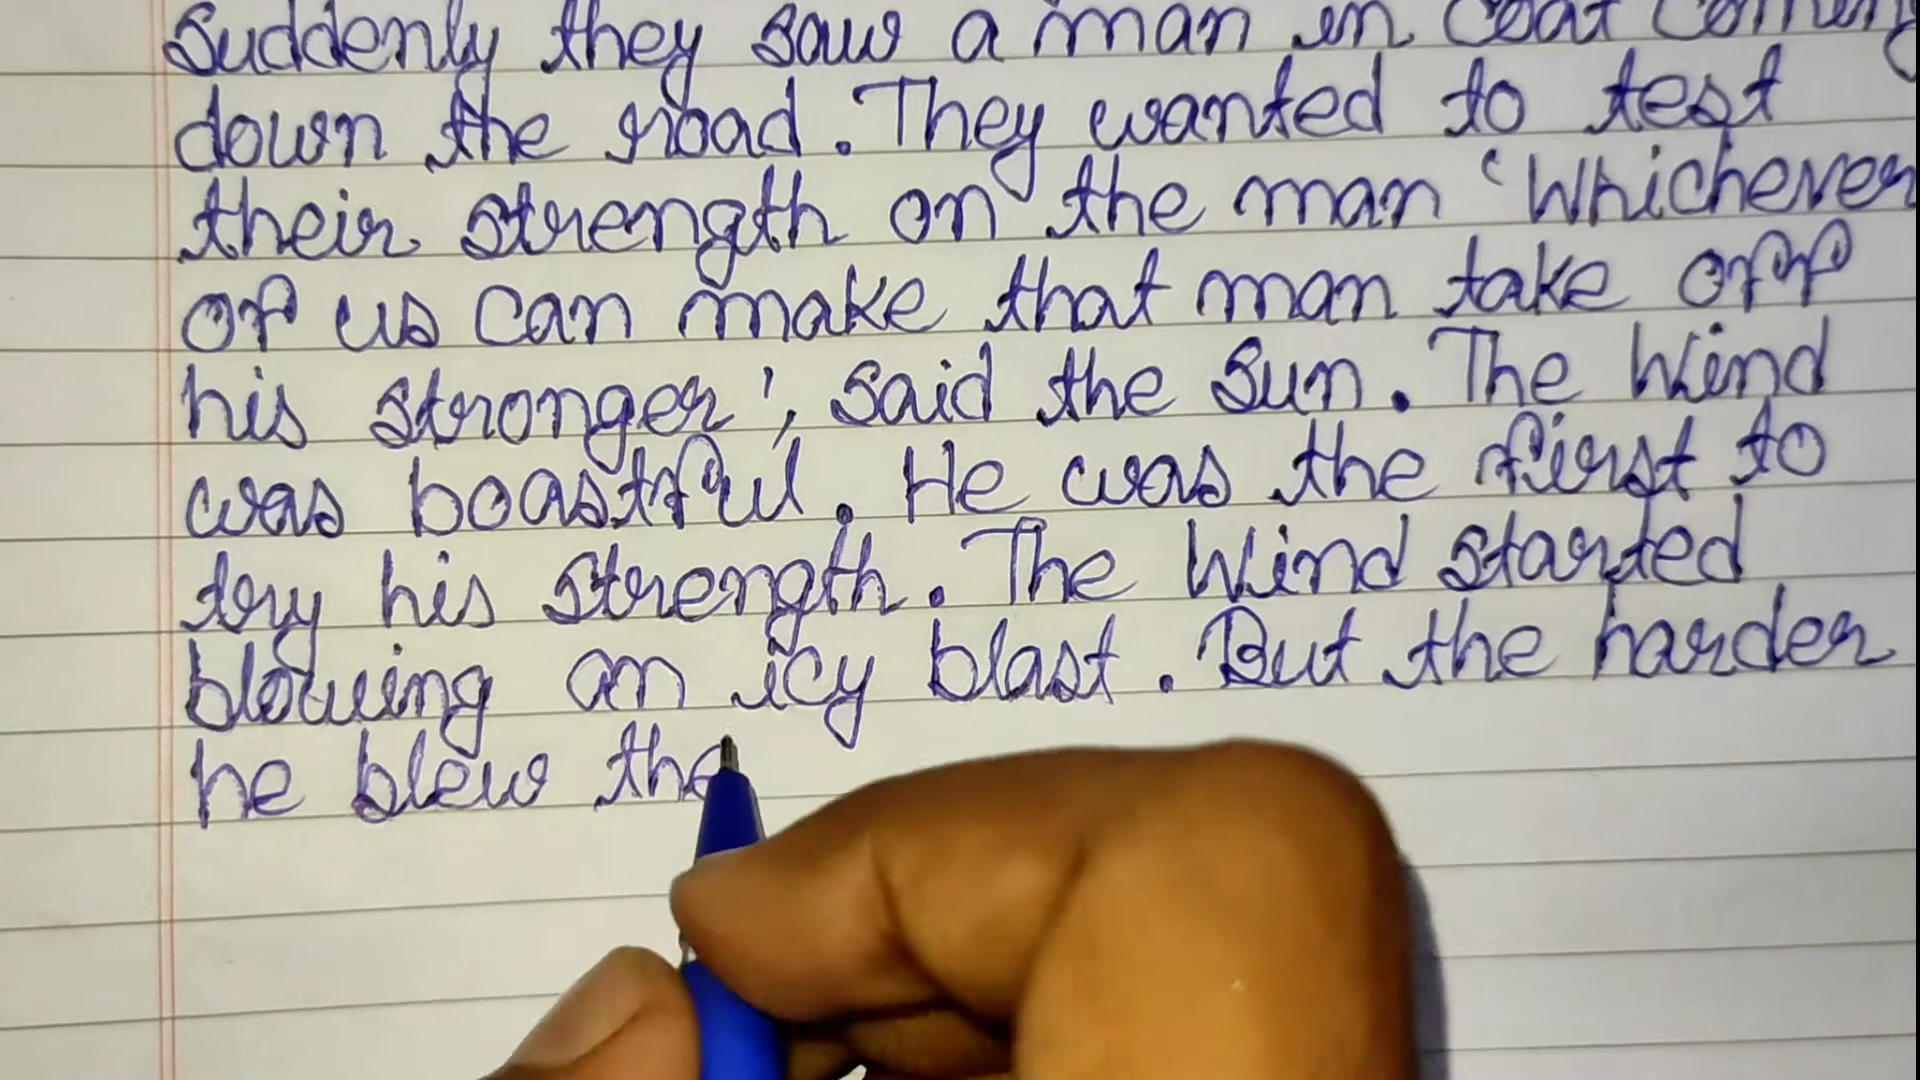 Suddenly they saw a man in coat coming
down the road. They wanted to test
their strength on the man 'Whichever
of us can make that man take off
his stronger', said the Sun. The Wind
was boastful. He was the first to
try his strength. The Wind started
blowing an icy blast. But the harder
he blew the